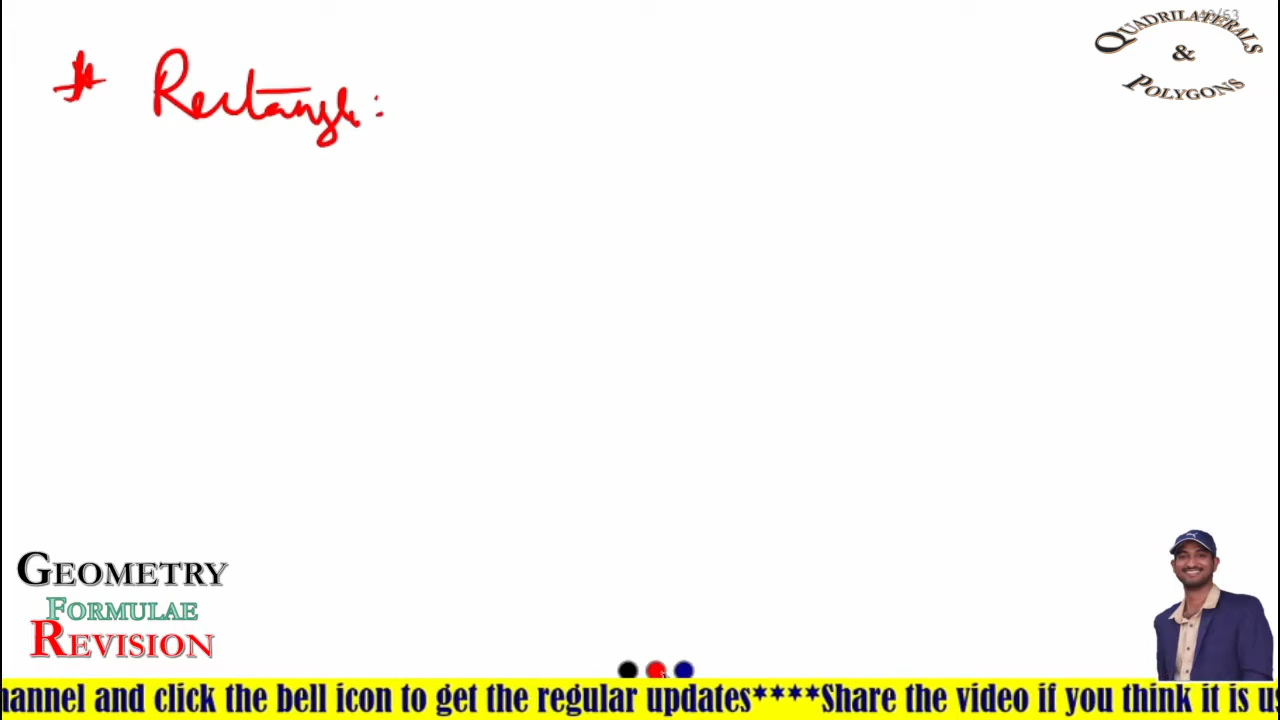 * Rectangle :
QUADRILATERALS
&
POLYGONS
GEOMETRY
FORMULAE
REVISION
hannel and click the bell icon to get the regular updates****Share the video if you think it is us